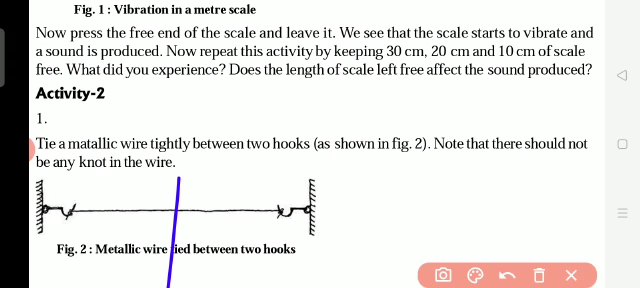 Fig. 1 : Vibration in a metre scale
Now press the free end of the scale and leave it. We see that the scale starts to vibrate and
a sound is produced. Now repeat this activity by keeping 30 cm, 20 cm and 10 cm of scale
free. What did you experience? Does the length of scale left free affect the sound produced?
Activity-2
1.
Tie a matallic wire tightly between two hooks (as shown in fig. 2). Note that there should not
be any knot in the wire.
Fig. 2 : Metallic wire tied between two hooks